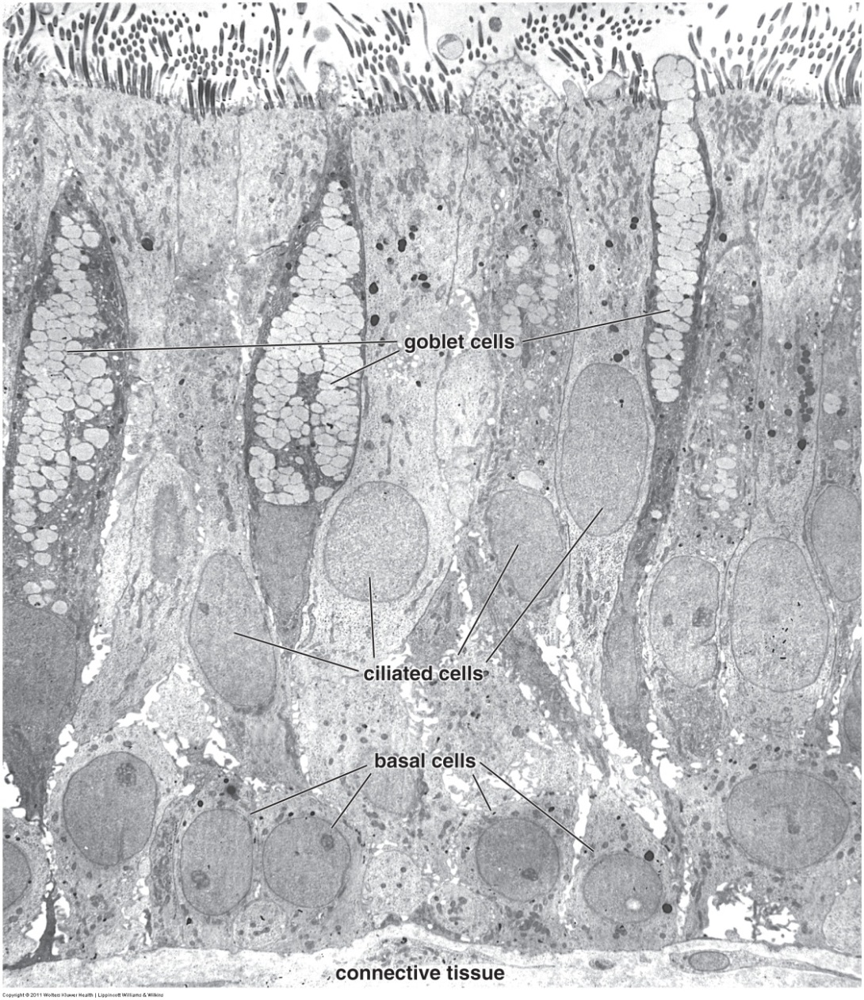 goblet cells
ciliated cells
basal cells
connective tissue
Copyright © 2011 Wolters Kluwer Health | Lippincott Williams & Wilkins